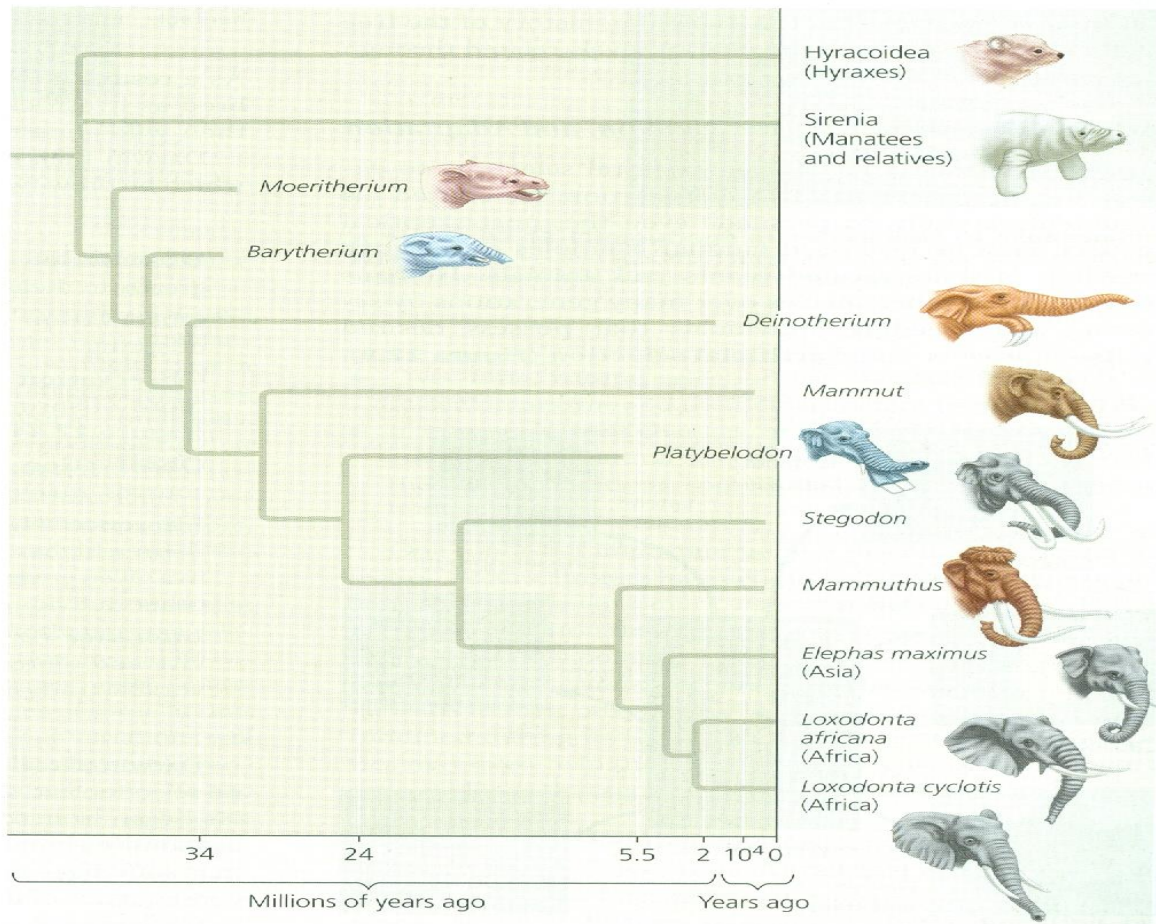 Hyracoidea
(Hyraxes)
Sirenia
(Manatees
and relatives)
Moeritherium
Barytherium
Deinotherium
Mammut
Platybelodon
Stegodon
Mammuthus
Elephas maximus
(Asia)
Loxodonta
africana
(Africa)
Loxodonta cyclotis
(Africa)
34 24 5.5 2 10⁴ 0
Millions of years ago Years ago